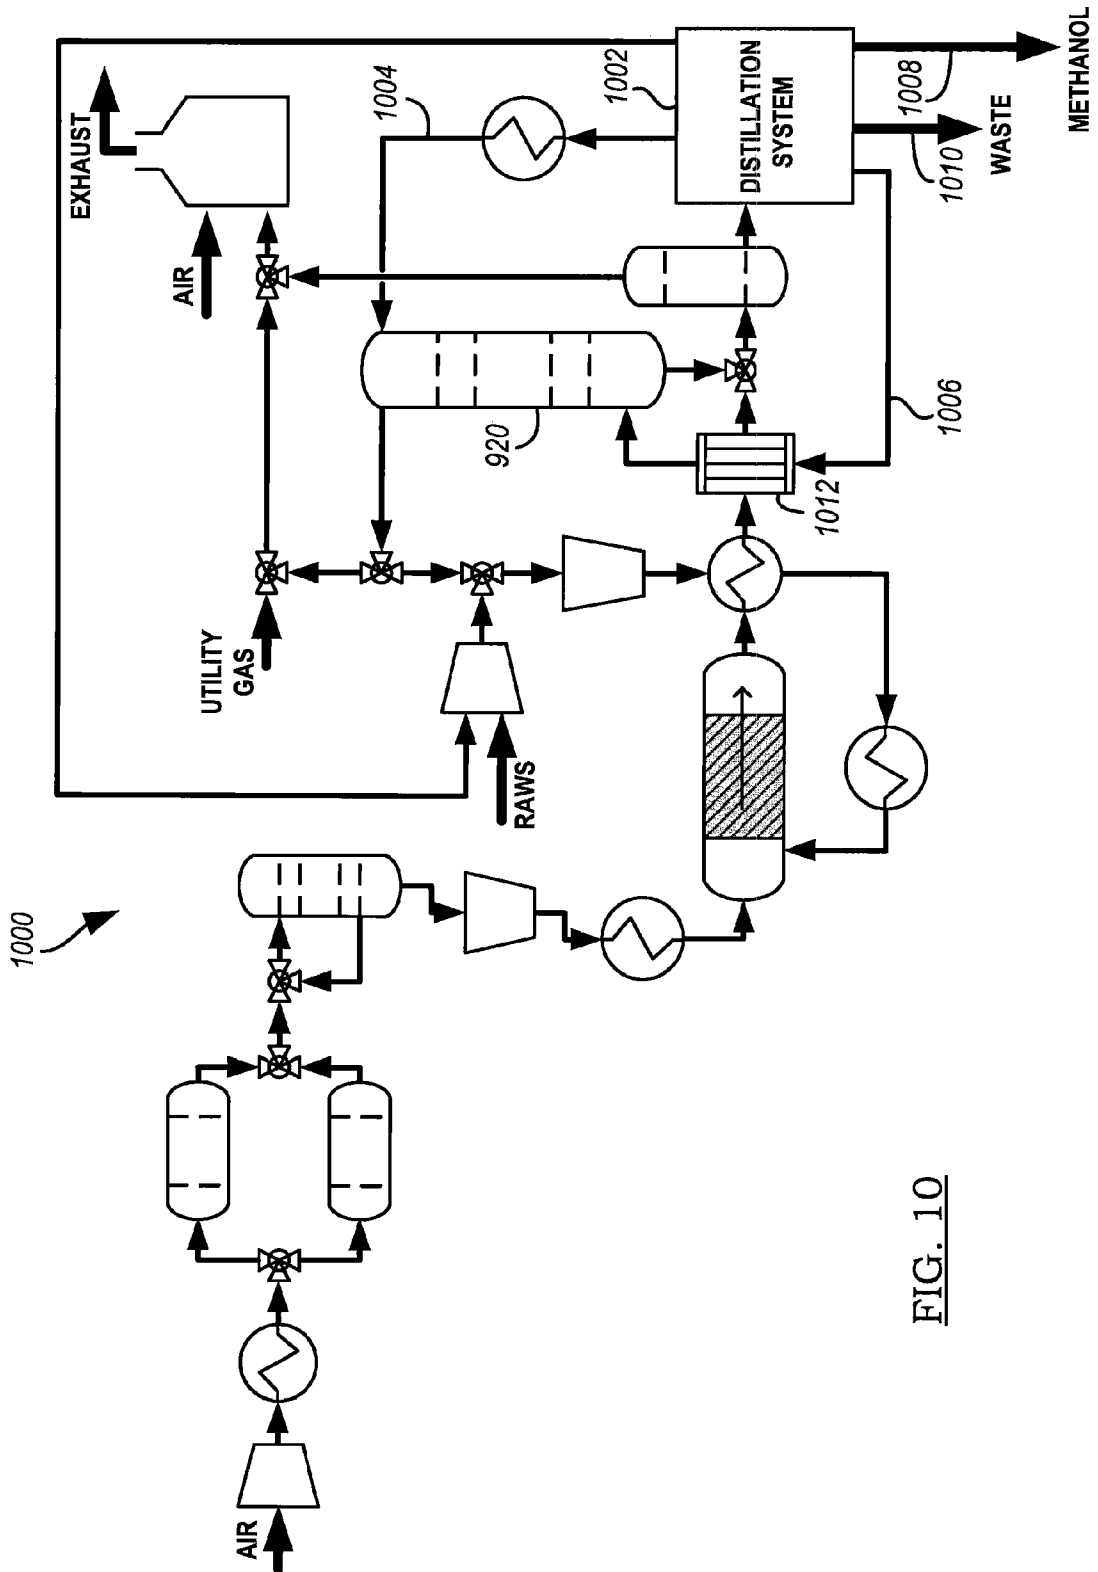 1000
AIR
EXHAUST
AIR
UTILITY
GAS
RAWS
920
1004
1002
DISTILLATION
SYSTEM
1012
1006
1010
WASTE
1008
METHANOL
FIG. 10